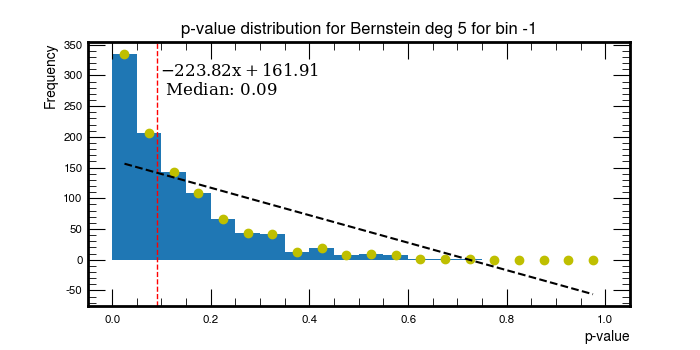 p-value distribution for Bernstein deg 5 for bin -1
Frequency
350
300
250
200
150
100
50
0
-50
−223.82x + 161.91
Median: 0.09
0.0 0.2 0.4 0.6 0.8 1.0
p-value